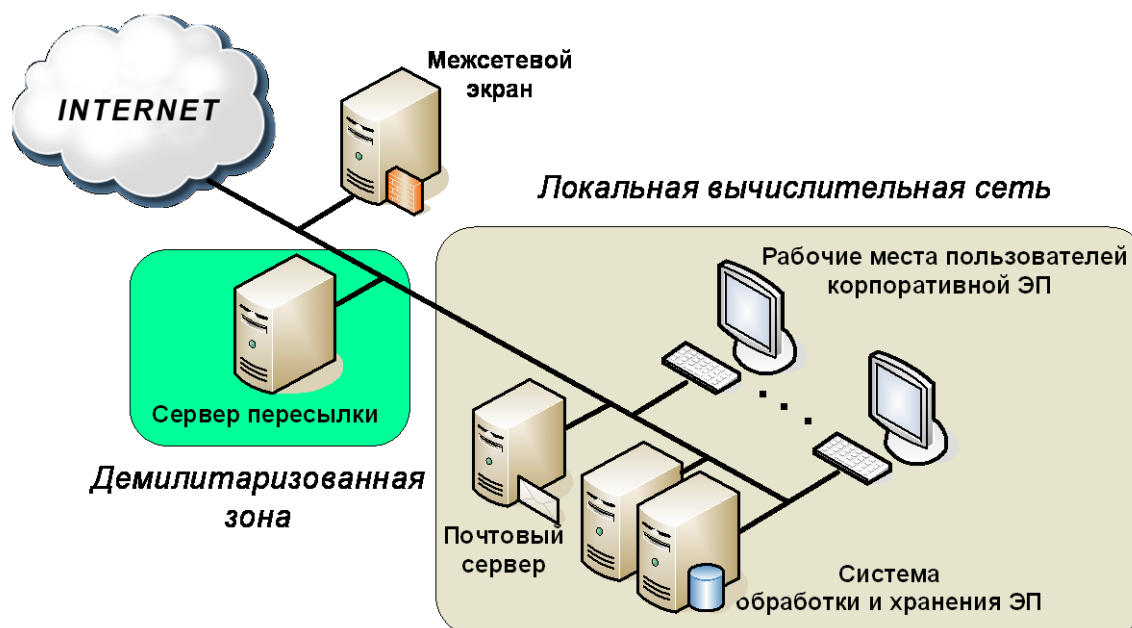 INTERNET
Межсетевой
экран
Локальная вычислительная сеть
Рабочие места пользователей
корпоративной ЭП
Сервер пересылки
Демилитаризованная
зона
Почтовый
сервер
Система
обработки и хранения ЭП